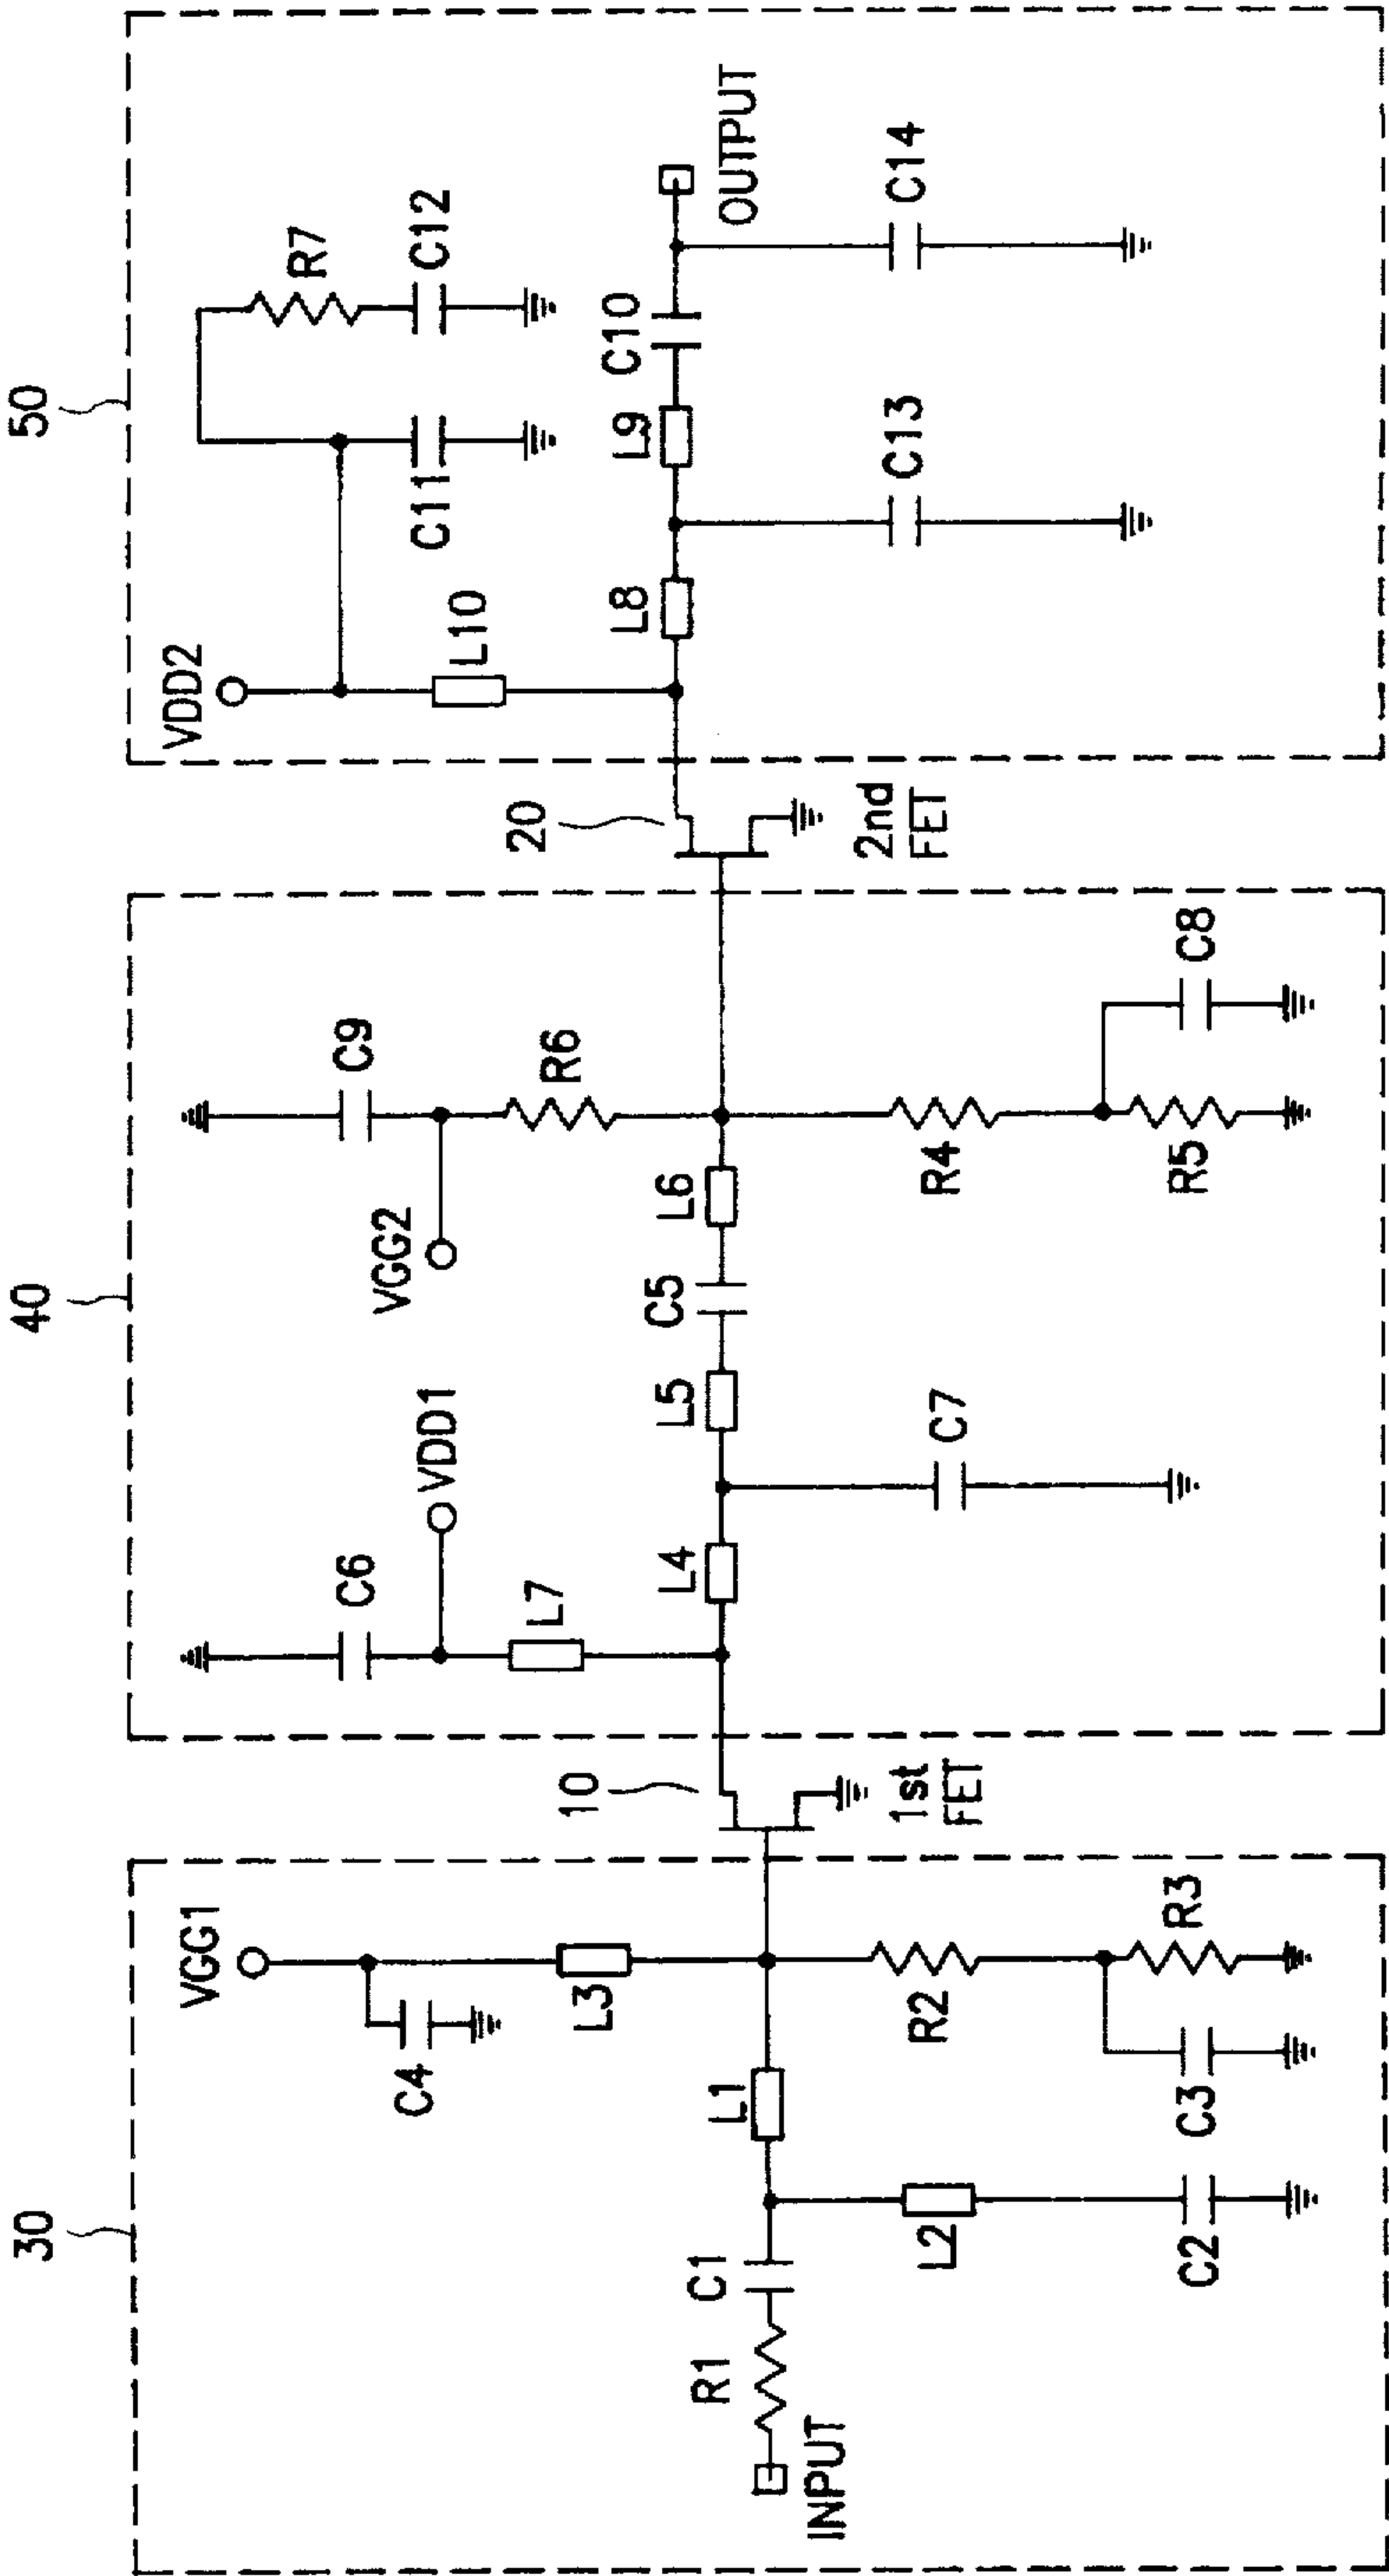 30
40
50
VGG1
C4
L3
R1
C1
L1
INPUT
L2
C2
R2
C3
R3
10
1st
FET
C6
VDD1
L7
L4
L5
C5
L6
C7
VGG2
C9
R6
R4
R5
C8
20
2nd
FET
VDD2
L10
C11
R7
C12
L8
L9
C10
OUTPUT
C13
C14